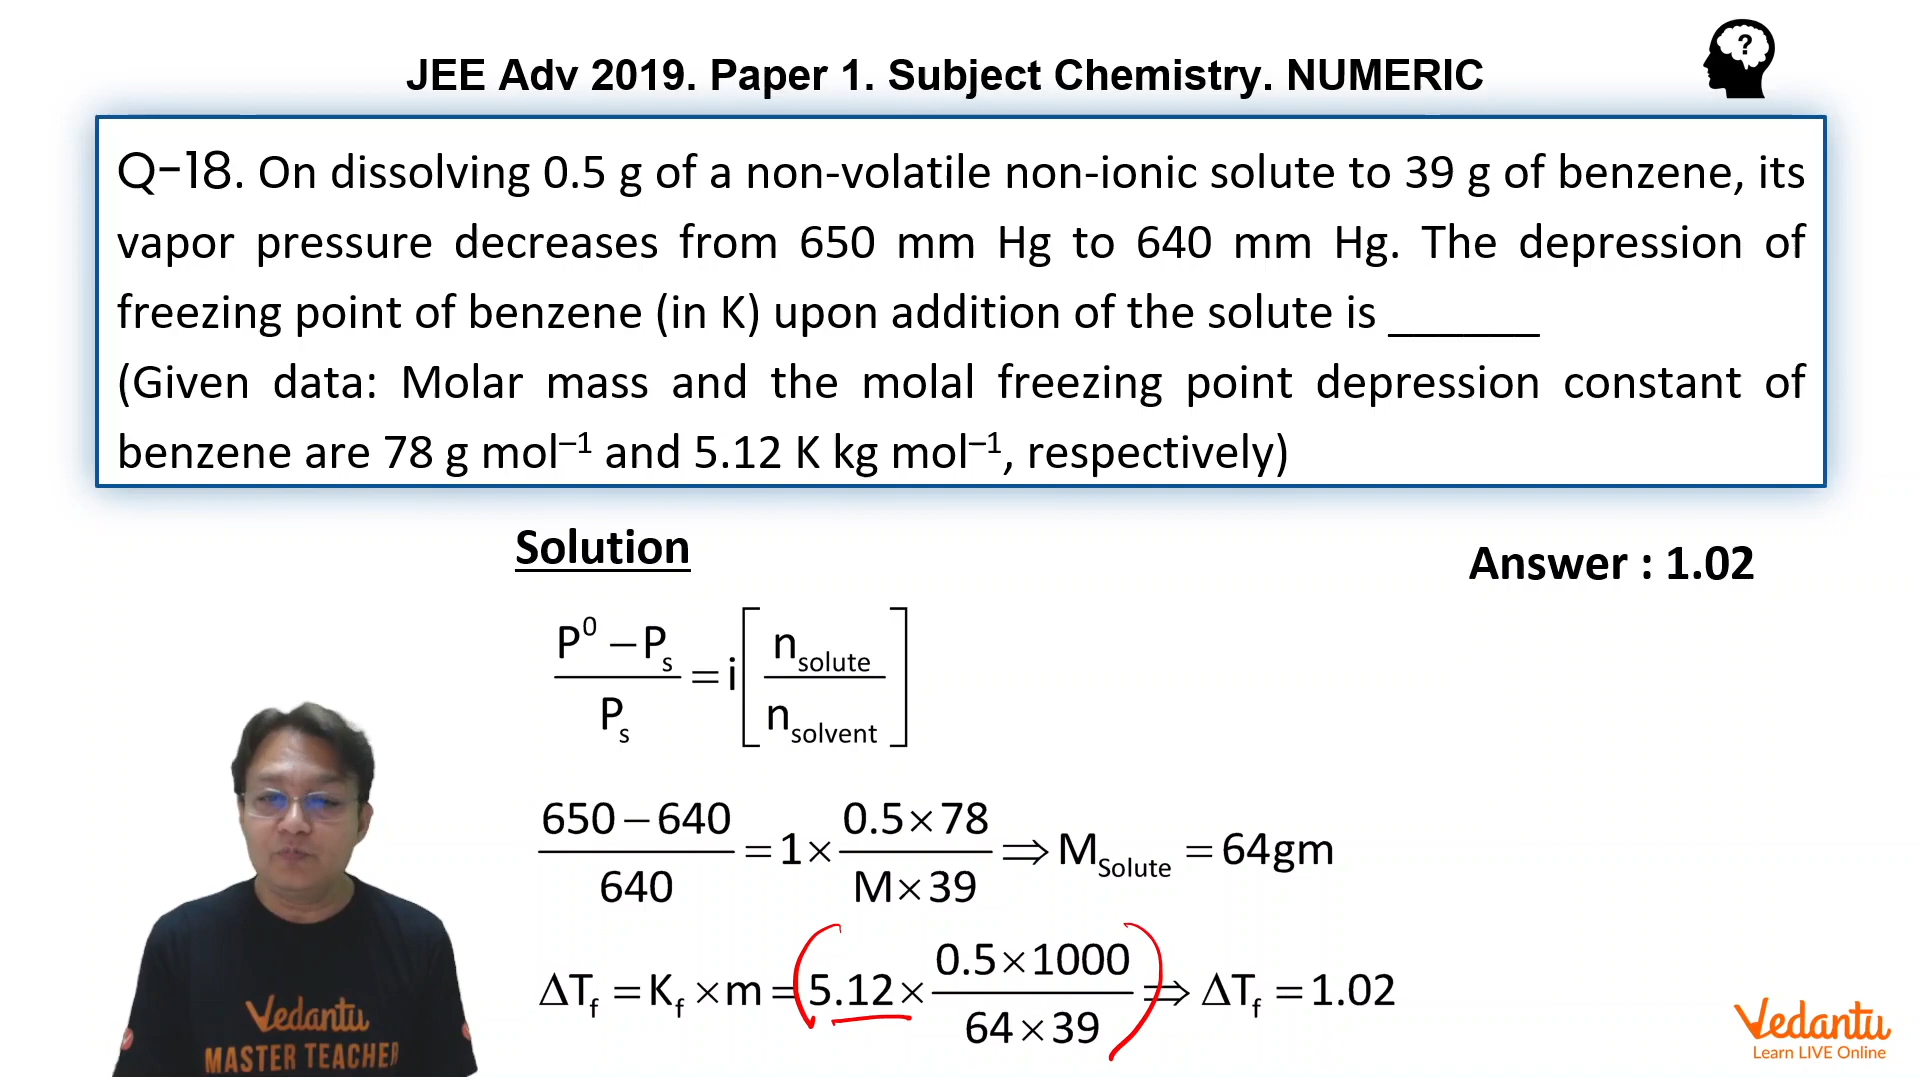 ?
JEE Adv 2019. Paper 1. Subject Chemistry. NUMERIC
Q-18. On dissolving 0.5 g of a non-volatile non-ionic solute to 39 g of benzene, its
vapor pressure decreases from 650 mm Hg to 640 mm Hg. The depression of
freezing point of benzene (in K) upon addition of the solute is ______
(Given data: Molar mass and the molal freezing point depression constant of
benzene are 78 g mol⁻¹ and 5.12 K kg mol⁻¹, respectively)
Solution
Answer : 1.02
(P⁰ − Pₛ)/Pₛ = i[n_solute/n_solvent]
(650 − 640)/640 = 1 × (0.5 × 78)/(M × 39) ⇒ M_Solute = 64gm
ΔT_f = K_f × m = 5.12 × (0.5 × 1000)/(64 × 39) ⇒ ΔT_f = 1.02
Vedantu
MASTER TEACHER
Vedantu
Learn LIVE Online